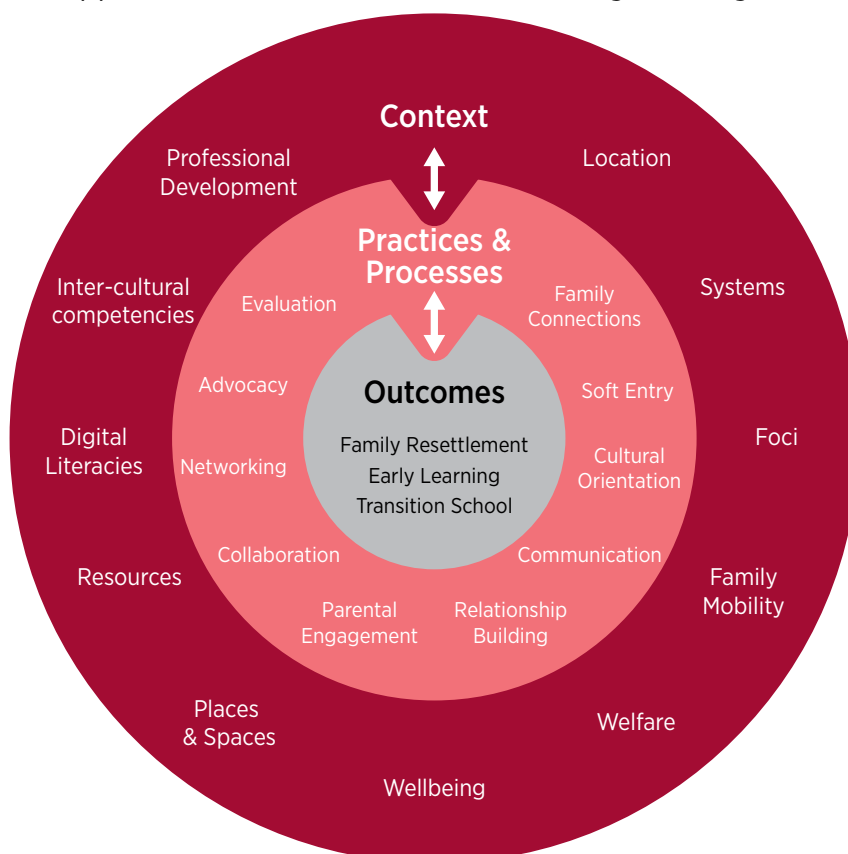 Context
Professional
Development
Location
Inter-cultural
competencies
Systems
Digital
Literacies
Foci
Resources
Family
Mobility
Places
& Spaces
Welfare
Wellbeing
Practices &
Processes
Evaluation
Family
Connections
Advocacy
Soft Entry
Networking
Cultural
Orientation
Collaboration
Communication
Parental
Engagement
Relationship
Building
Outcomes
Family Resettlement
Early Learning
Transition School